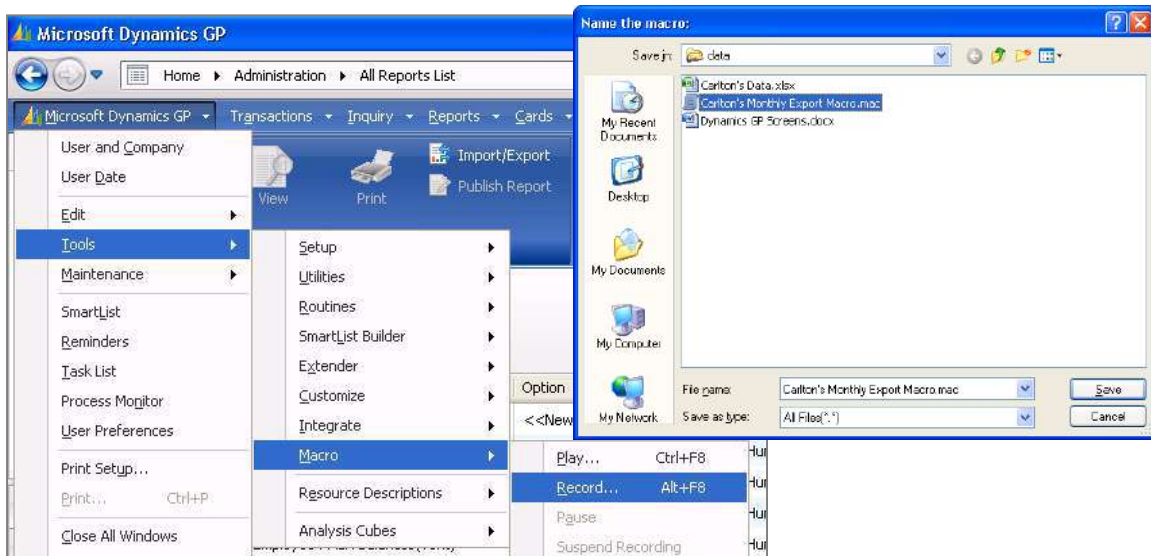 Microsoft Dynamics GP
Home Administration All Reports List
Microsoft Dynamics GP Transactions Inquiry Reports Cards
User and Company
User Date
Edit
Tools
Maintenance
SmartList
Reminders
Task List
Process Monitor
User Preferences
Print Setup...
Print... Ctrl+P
Close All Windows
View
Print
Import/Export
Publish Report
Setup
Utilities
Routines
SmartList Builder
Extender
Customize
Integrate
Macro
Resource Descriptions
Analysis Cubes
Option
<<New
Play... Ctrl+F8
Record... Alt+F8
Pause
Suspend Recording
Hu
Hu
Hu
Hu
Name the macro:
Save in: data
My Recent
Documents
Desktop
My Documents
My Computer
My Network
Carlton's Data.xlsx
Carlton's Monthly Export Macro.mac
Dynamics GP Screens.docx
File name: Carlton's Monthly Export Macro.mac Save
Save as type: All Files(*.*) Cancel